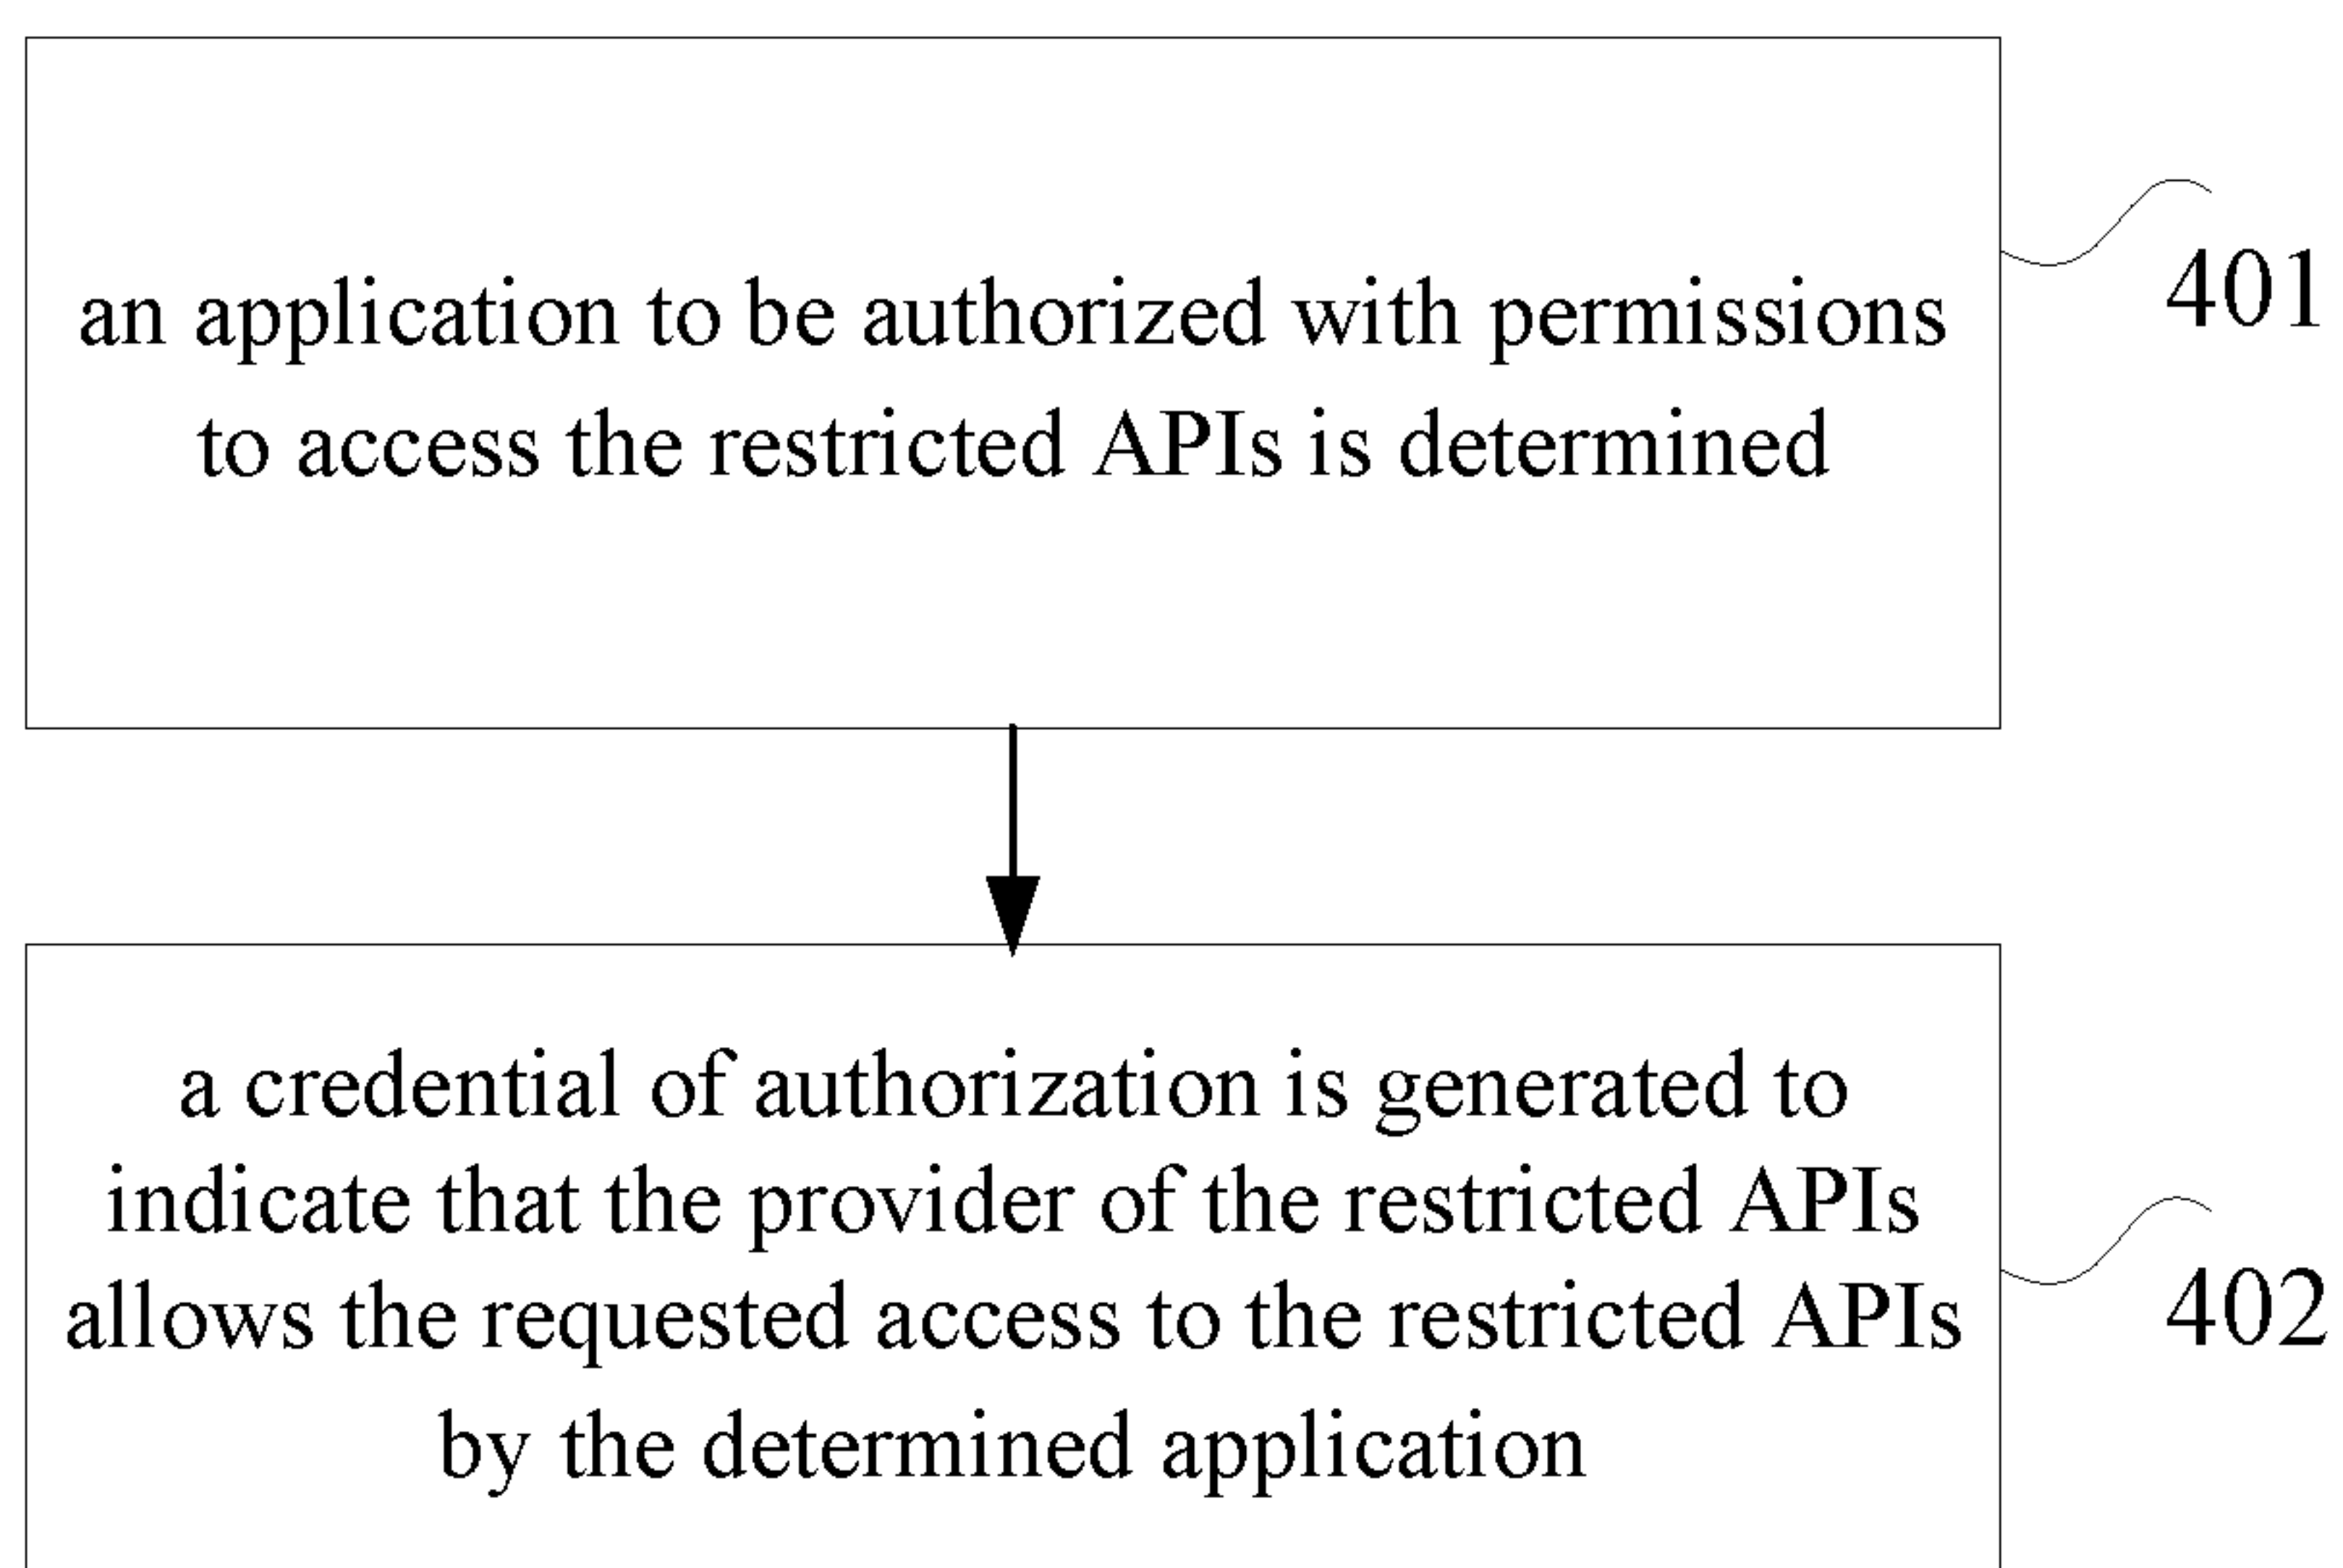 an application to be authorized with permissions
to access the restricted APIs is determined
401
a credential of authorization is generated to
indicate that the provider of the restricted APIs
allows the requested access to the restricted APIs
by the determined application
402